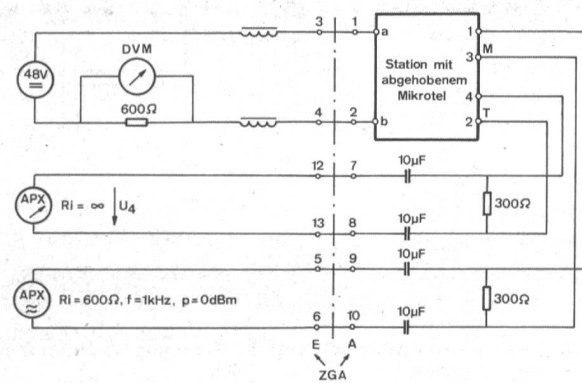 3 1 a 1
DVM
M
3
48V
Station mit
abgehobenem
Mikrotel
4
600Ω
T
4 2 b 2
12 7 10µF
APX Ri = ∞ U4 300Ω
10µF
13 8
10µF
5 9
APX Ri = 600Ω, f = 1kHz, p = 0dBm 300Ω
10µF
6 10
E A
ZGA